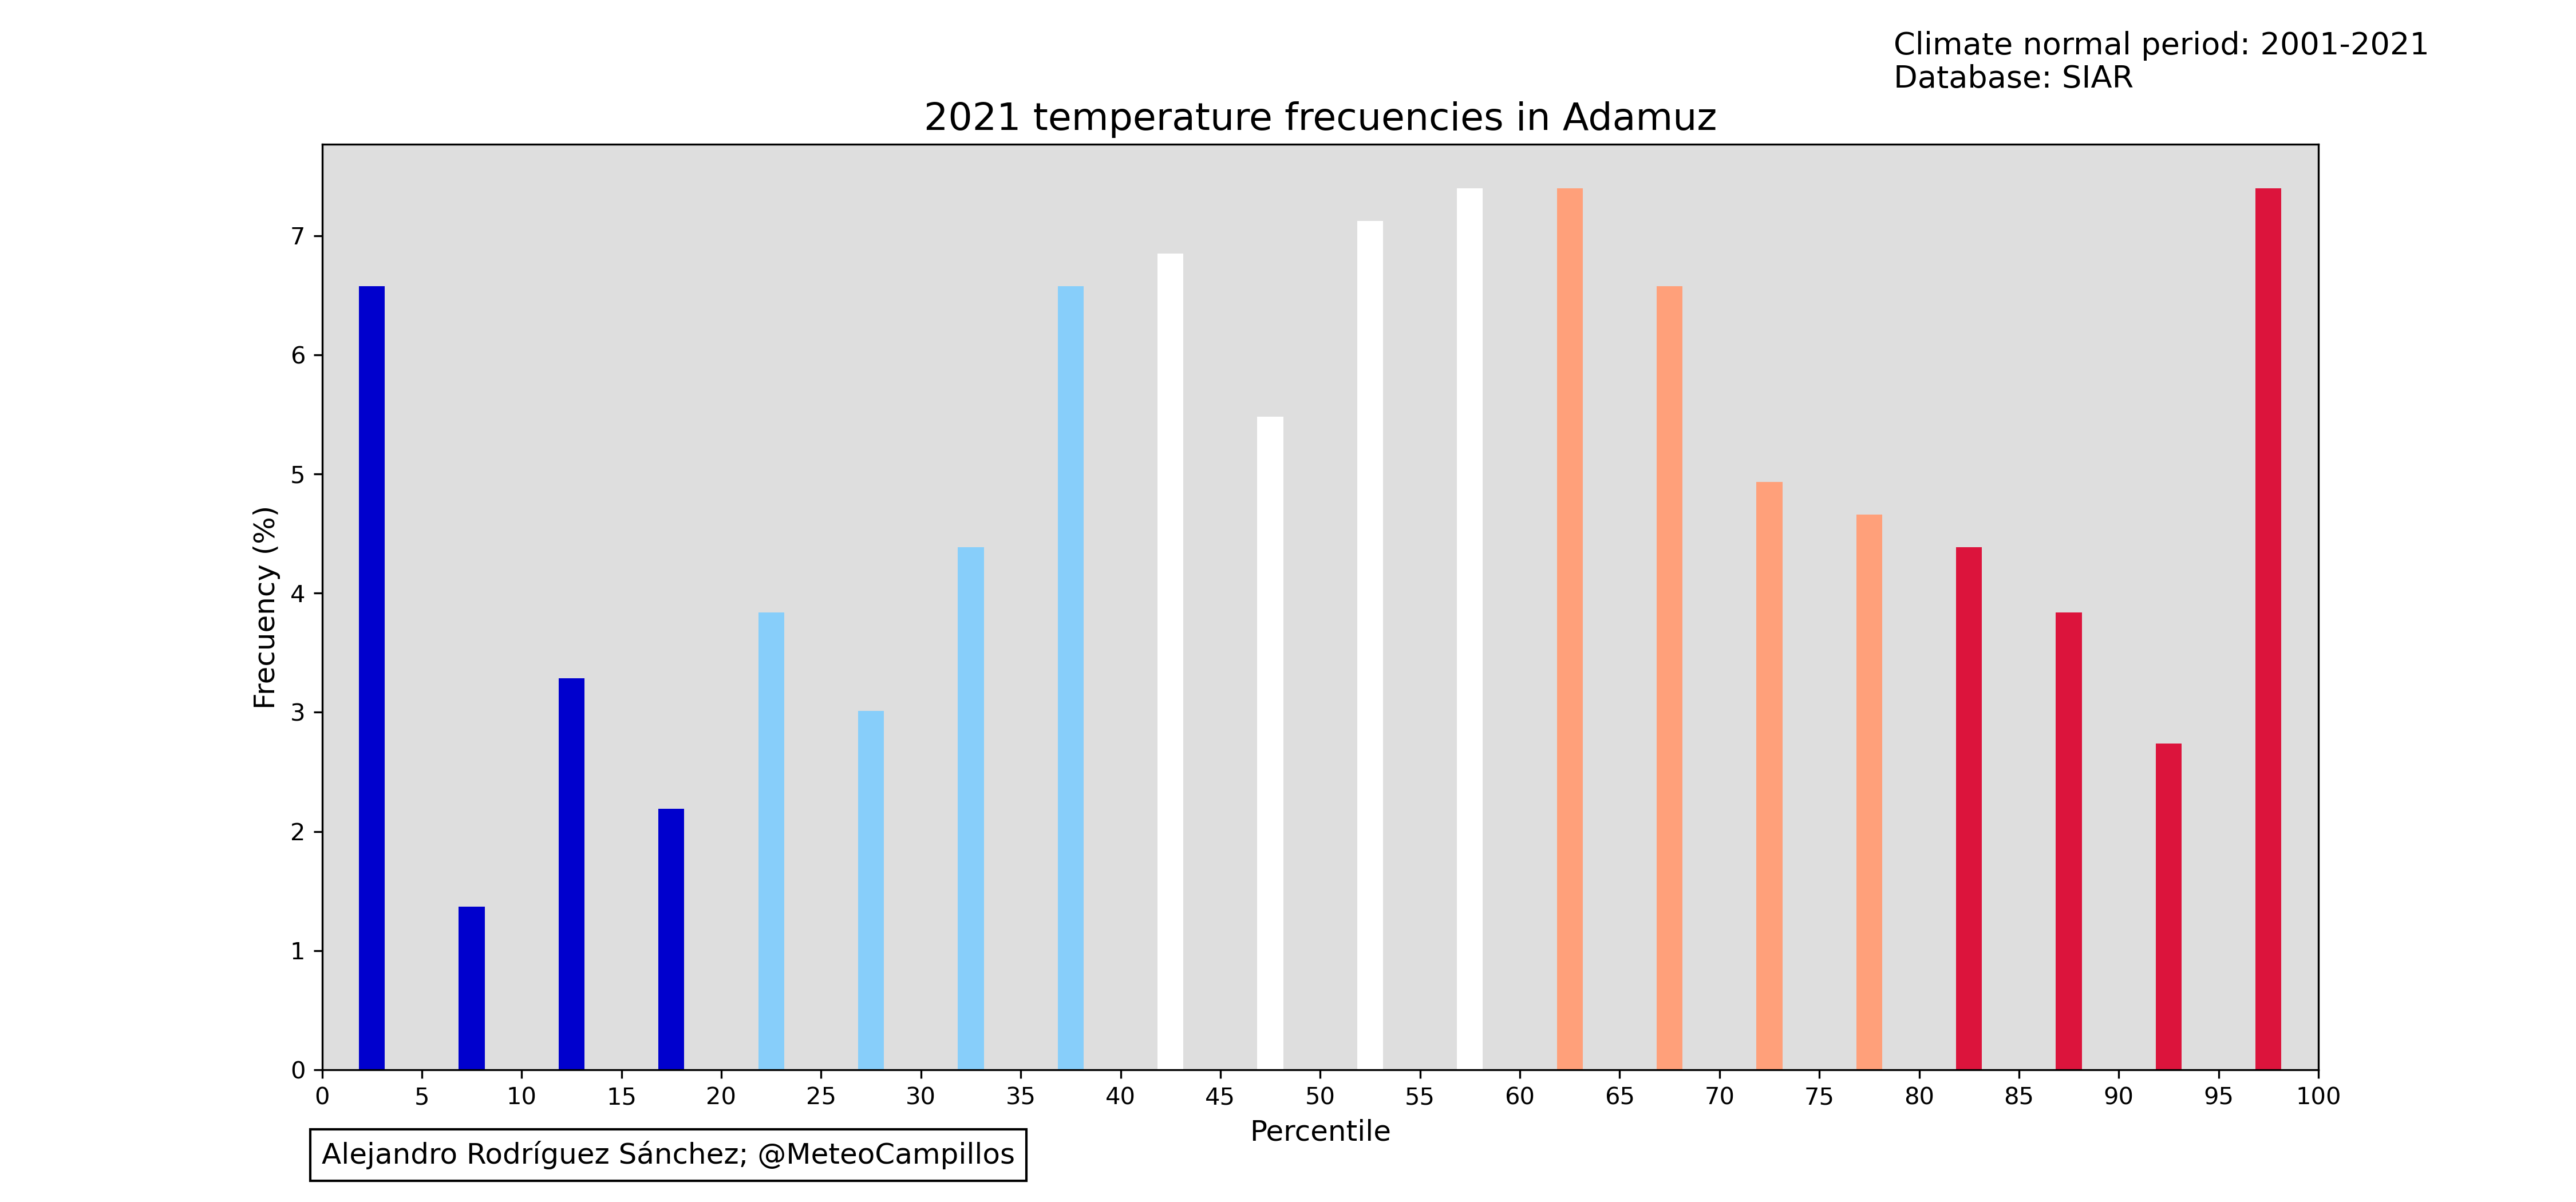 Climate normal period: 2001-2021
Database: SIAR
2021 temperature frecuencies in Adamuz
Frecuency (%)
7
6
5
4
3
2
1
0
0 5 10 15 20 25 30 35 40 45 50 55 60 65 70 75 80 85 90 95 100
Percentile
Alejandro Rodríguez Sánchez; @MeteoCampillos